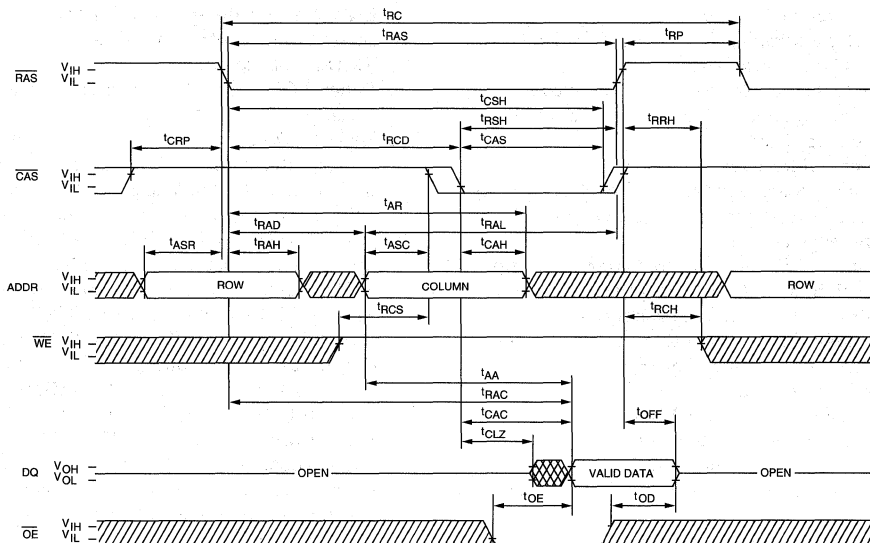 tRC
tRAS
tRP
RAS VIH
VIL
tCSH
tRSH
tRRH
tCRP
tRCD
tCAS
CAS VIH
VIL
tAR
tRAD
tRAL
tASR
tRAH
tASC
tCAH
ADDR VIH
VIL
ROW
COLUMN
ROW
tRCS
tRCH
WE VIH
VIL
tAA
tRAC
tCAC
tOFF
tCLZ
DQ VOH
VOL
OPEN
VALID DATA
OPEN
tOE
tOD
OE VIH
VIL